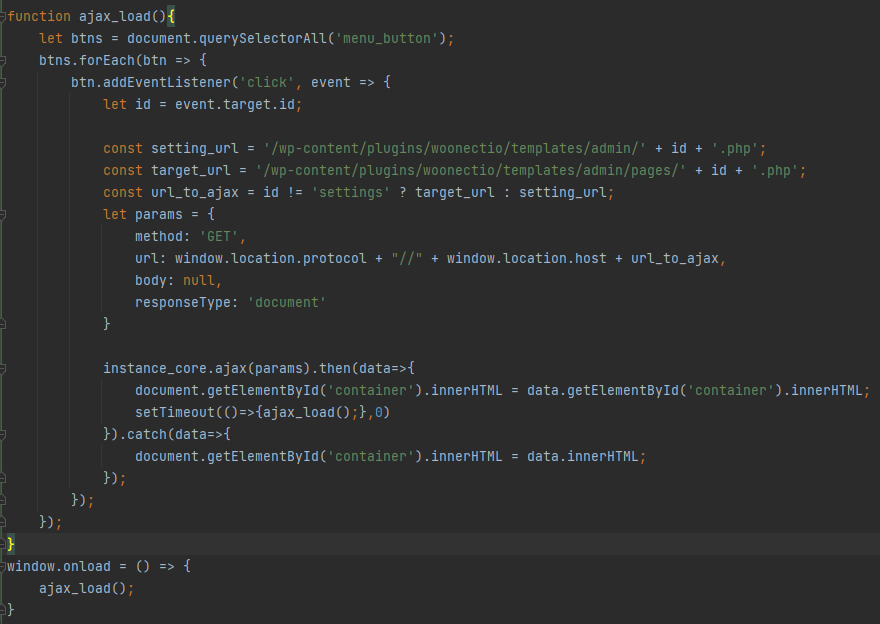 function ajax_load(){
    let btns = document.querySelectorAll('menu_button');
    btns.forEach(btn => {
        btn.addEventListener('click', event => {
            let id = event.target.id;

            const setting_url = '/wp-content/plugins/woonectio/templates/admin/' + id + '.php';
            const target_url = '/wp-content/plugins/woonectio/templates/admin/pages/' + id + '.php';
            const url_to_ajax = id != 'settings' ? target_url : setting_url;
            let params = {
                method: 'GET',
                url: window.location.protocol + "//" + window.location.host + url_to_ajax,
                body: null,
                responseType: 'document'
            }

            instance_core.ajax(params).then(data=>{
                document.getElementById('container').innerHTML = data.getElementById('container').innerHTML;
                setTimeout(()=>{ajax_load();},0)
            }).catch(data=>{
                document.getElementById('container').innerHTML = data.innerHTML;
            });
        });
    });
}
window.onload = () => {
    ajax_load();
}